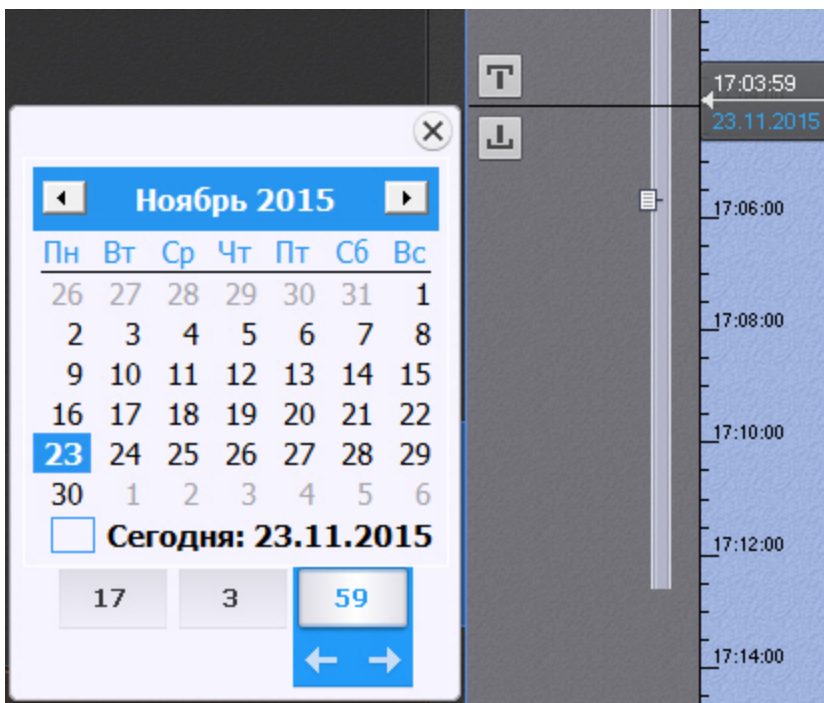 Ноябрь 2015
Пн Вт Ср Чт Пт Сб Вс
26 27 28 29 30 31 1
2 3 4 5 6 7 8
9 10 11 12 13 14 15
16 17 18 19 20 21 22
23 24 25 26 27 28 29
30 1 2 3 4 5 6
Сегодня: 23.11.2015
17 3 59
17:03:59
23.11.2015
17:06:00
17:08:00
17:10:00
17:12:00
17:14:00